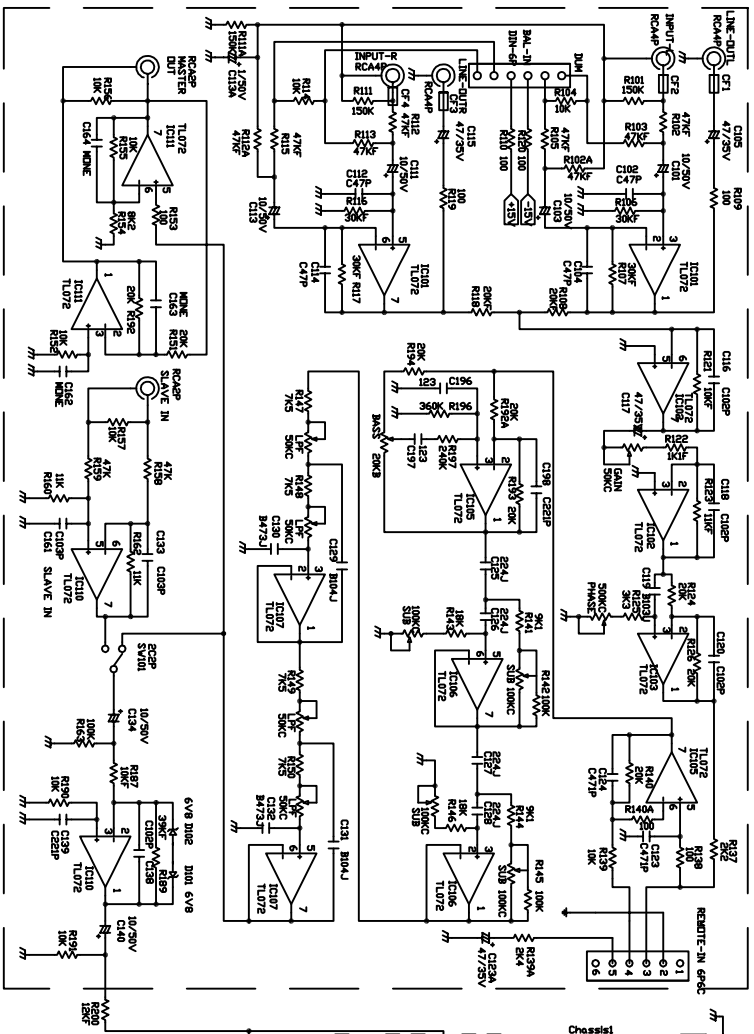 LINE-OUTL
RCA4P
CF1
C105
47/35V
R109
100
INPUT-L
RCA4P
CF2
R101
150K
47KF
R102
10/50V
C101
R103
47KF
C102
C47P
R106
30KF
IC101
TL072
30KF
R107
C104
C47P
DUM
R104
10K
BAL-IN
DIN-6P
47KF
R105
R102A
47KF
10/50V
C103
R120 100
R110 100
-15V
+15V
R108
20KF
20KF
R118
LINE-OUTR
RCA4P
CF3
C115
47/35V
100
R119
INPUT-R
RCA4P
CF4
R111
150K
R112
47KF
R113
47KF
10/50V
C111
C112
C47P
R116
30KF
IC101
TL072
30KF R117
C114
C47P
R114
10K
47KF
R115
R111A
150K
1/50V
C113A
R112A
47KF
10/50V
C113
RCA2P
MASTER
OUT
R156
10K
TL072
IC111
10K
R155
C164 NONE
R153
100
R154
8K2
IC111
TL072
20K
R192
NONE
C163
20K
R151
10K
R152
C162
NONE
RCA2P
SLAVE IN
R157
10K
47K
R158
47K
R159
11K
R160
C103P
C161
C133
C103P
R162
11K
IC110
TL072
SLAVE IN
2C2P
SW101
10/50V
C134
100K
R163
R187
10KF
R190
10K
C139
C221P
6V8 D102
D101 6V8
39KF
R189
C102P
C138
IC110
TL072
10/50V
C140
R191
10K
R200
12KF
C116
C102P
R121
10KF
TL072
IC102
47/35V
C117
GAIN
50KC
R122
1K1F
C118
C102P
R123
11KF
IC102
TL072
C119
B103J
R124
20K
R125
3K3
500KC
PHASE
C120
C102P
R126
20K
IC103
TL072
R137
2K2
TL072
IC105
R140
20K
C124
C471P
R140A
100
C123
C471P
R138
100
R139
10K
REMOTE-IN 6P6C
R139A
2K4
C123A
47/35V
20K
R194
123 C196
360K R196
BASS
20KB
20K
R192A
123
C197
R197
240K
IC105
TL072
R193
20K
C198
C221P
224J
C125
224J
C126
9K1
R141
18K
R143
100KC
SUB
SUB 100KC
R142
100K
IC106
TL072
224J
C127
224J
C128
9K1
R144
18K
R146
100KC
SUB
SUB 100KC
R145
100K
IC106
TL072
R147
7K5
LPF
50KC
R148
7K5
LPF
50KC
C129
B104J
C130
B473J
IC107
TL072
R149
7K5
LPF
50KC
R150
7K5
LPF
50KC
C131
B104J
C132
B473J
IC107
TL072
Chassis1